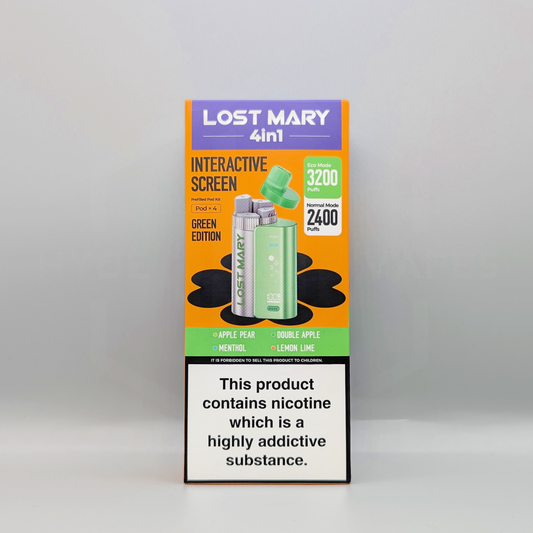 LOST MARY
4in1
INTERACTIVE
SCREEN
Prefilled Pod Kit
Pod × 4
GREEN
EDITION
Eco Mode
3200
Puffs
Normal Mode
2400
Puffs
LOST MARY
APPLE PEAR
DOUBLE APPLE
MENTHOL
LEMON LIME
IT IS FORBIDDEN TO SELL THIS PRODUCT TO CHILDREN.
This product
contains nicotine
which is a
highly addictive
substance.